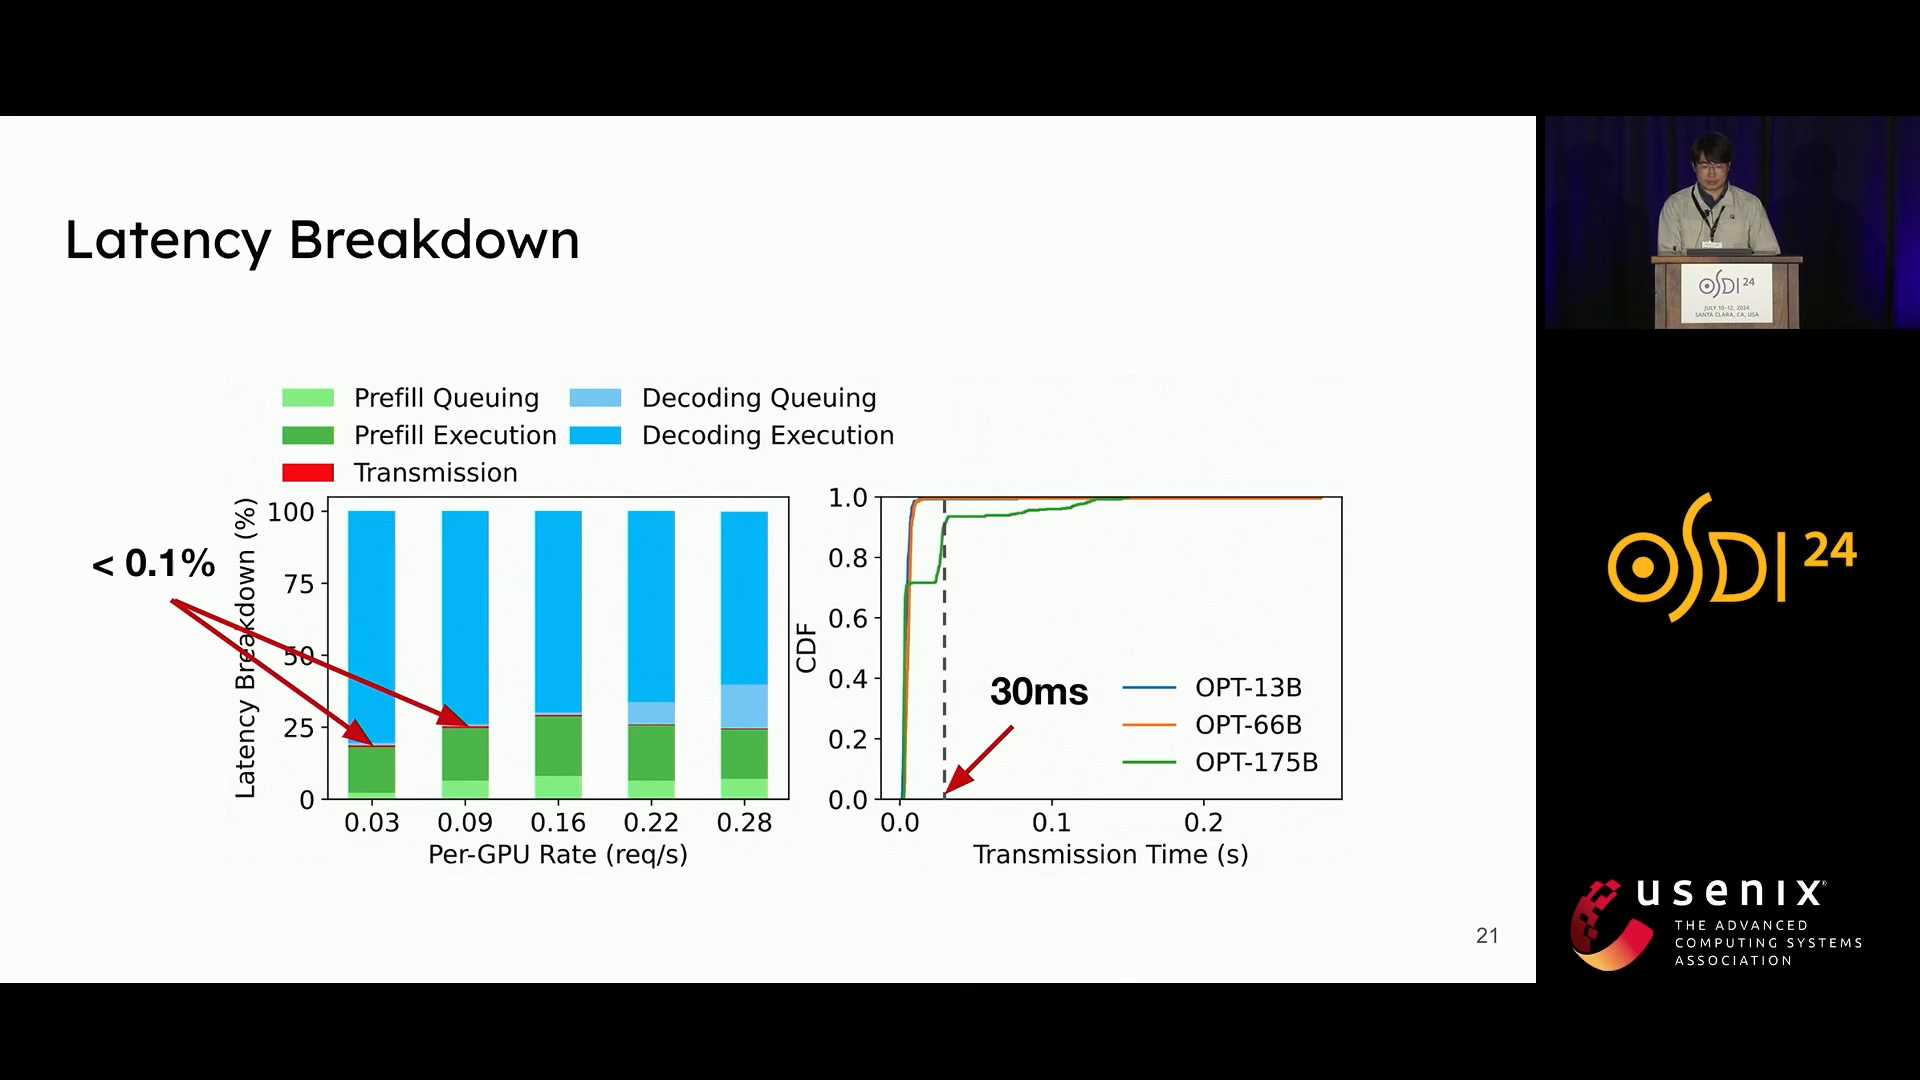 Latency Breakdown
Prefill Queuing
Decoding Queuing
Prefill Execution
Decoding Execution
Transmission
< 0.1%
Latency Breakdown (%)
100
75
50
25
0
0.03 0.09 0.16 0.22 0.28
Per-GPU Rate (req/s)
CDF
1.0
0.8
0.6
0.4
0.2
0.0
30ms
OPT-13B
OPT-66B
OPT-175B
0.0 0.1 0.2
Transmission Time (s)
21
OSDI 24
JULY 10-12, 2024
SANTA CLARA, CA, USA
OSDI 24
usenix
THE ADVANCED
COMPUTING SYSTEMS
ASSOCIATION